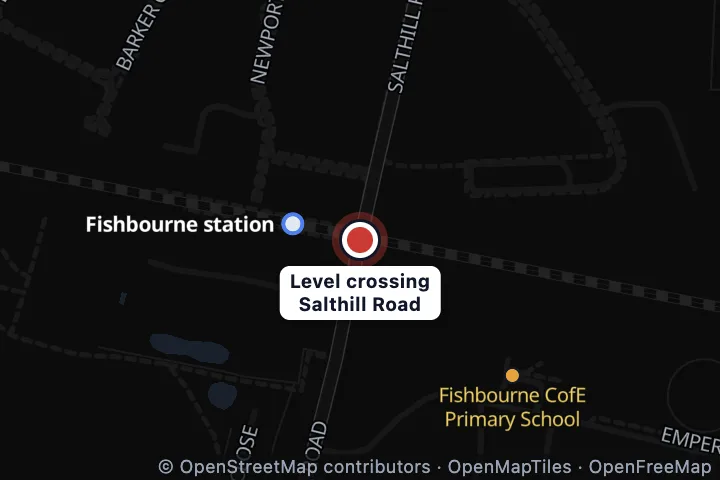 BARKER C
NEWPORT
SALTHILL R
Fishbourne station
Level crossing
Salthill Road
Fishbourne CofE
Primary School
OSE
OAD
EMPER
© OpenStreetMap contributors · OpenMapTiles · OpenFreeMap